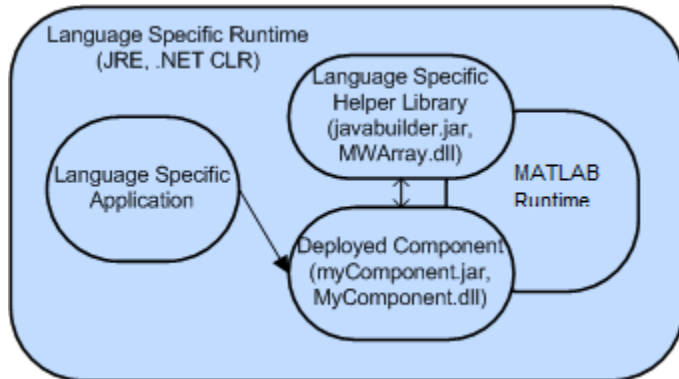 Language Specific Runtime
(JRE, .NET CLR)
Language Specific
Helper Library
(javabuilder.jar,
MWArray.dll)
MATLAB
Runtime
Language Specific
Application
Deployed Component
(myComponent.jar,
MyComponent.dll)